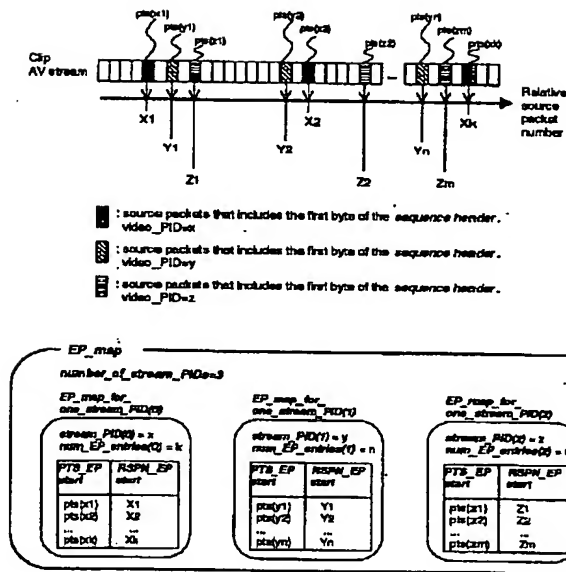 pts(x1) pts(y1) pts(x1) pts(y2) pts(x2) pts(z2) pts(yn) pts(zm) pts(xk)
Clip
AV stream
Relative
source
packet
number
X1 X2 Xk
Y1 Y2 Yn
Z1 Z2 Zm
: source packets that includes the first byte of the sequence header.
video_PID=x
: source packets that includes the first byte of the sequence header.
video_PID=y
: source packets that includes the first byte of the sequence header.
video_PID=z
EP_map
number_of_stream_PIDs=3
EP_map_for_
one_stream_PID(0)
stream_PID(0) = x
num_EP_entries(0) = k
PTS_EP RSPN_EP
start start
pts(x1) X1
pts(x2) X2
... ...
pts(xk) Xk
EP_map_for_
one_stream_PID(1)
stream_PID(1) = y
num_EP_entries(1) = n
PTS_EP RSPN_EP
start start
pts(y1) Y1
pts(y2) Y2
... ...
pts(yn) Yn
EP_map_for_
one_stream_PID(2)
stream_PID(2) = z
num_EP_entries(2) =
PTS_EP RSPN_EP
start start
pts(z1) Z1
pts(z2) Z2
... ...
pts(zm) Zm